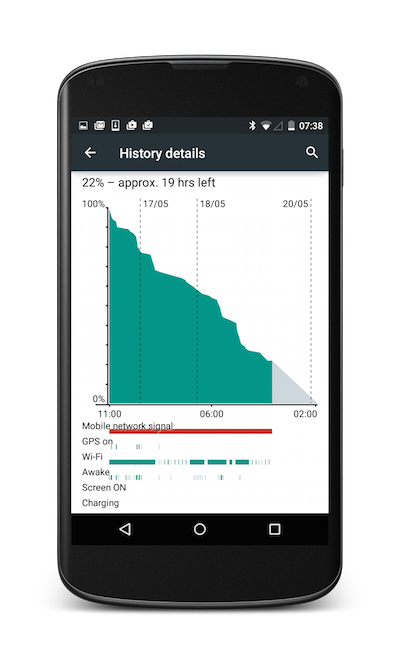 07:38
History details
22% – approx. 19 hrs left
100% 17/05 18/05 20/05
0%
11:00 06:00 02:00
Mobile network signal
GPS on
Wi-Fi
Awake
Screen ON
Charging